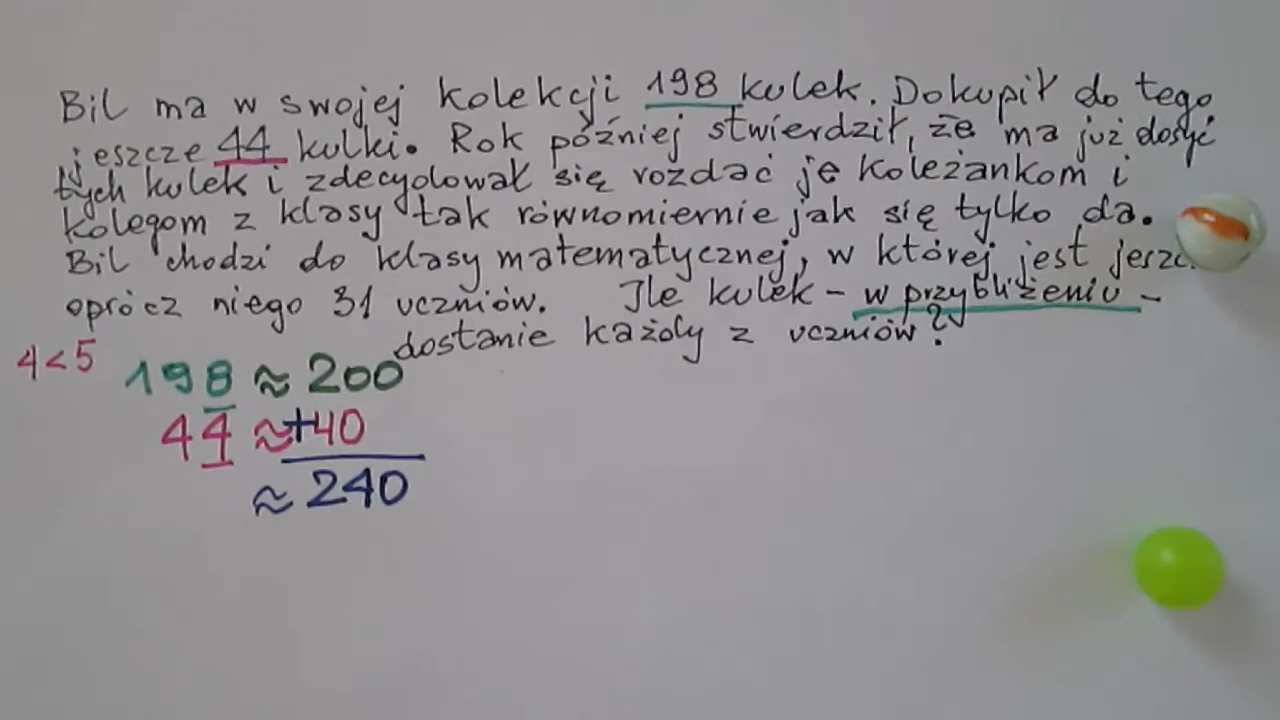 Bil ma w swojej kolekcji 198 kulek. Dokupił do tego
jeszcze 44 kulki. Rok później stwierdził, że ma już dosyć
tych kulek i zdecydował się rozdać je koleżankom i
kolegom z klasy tak równomiernie jak się tylko da.
Bil chodzi do klasy matematycznej, w której jest jeszc
oprócz niego 31 uczniów. Ile kulek - w przybliżeniu -
dostanie każdy z uczniów?
4<5
198 ≈ 200
44 ≈ +40
≈ 240